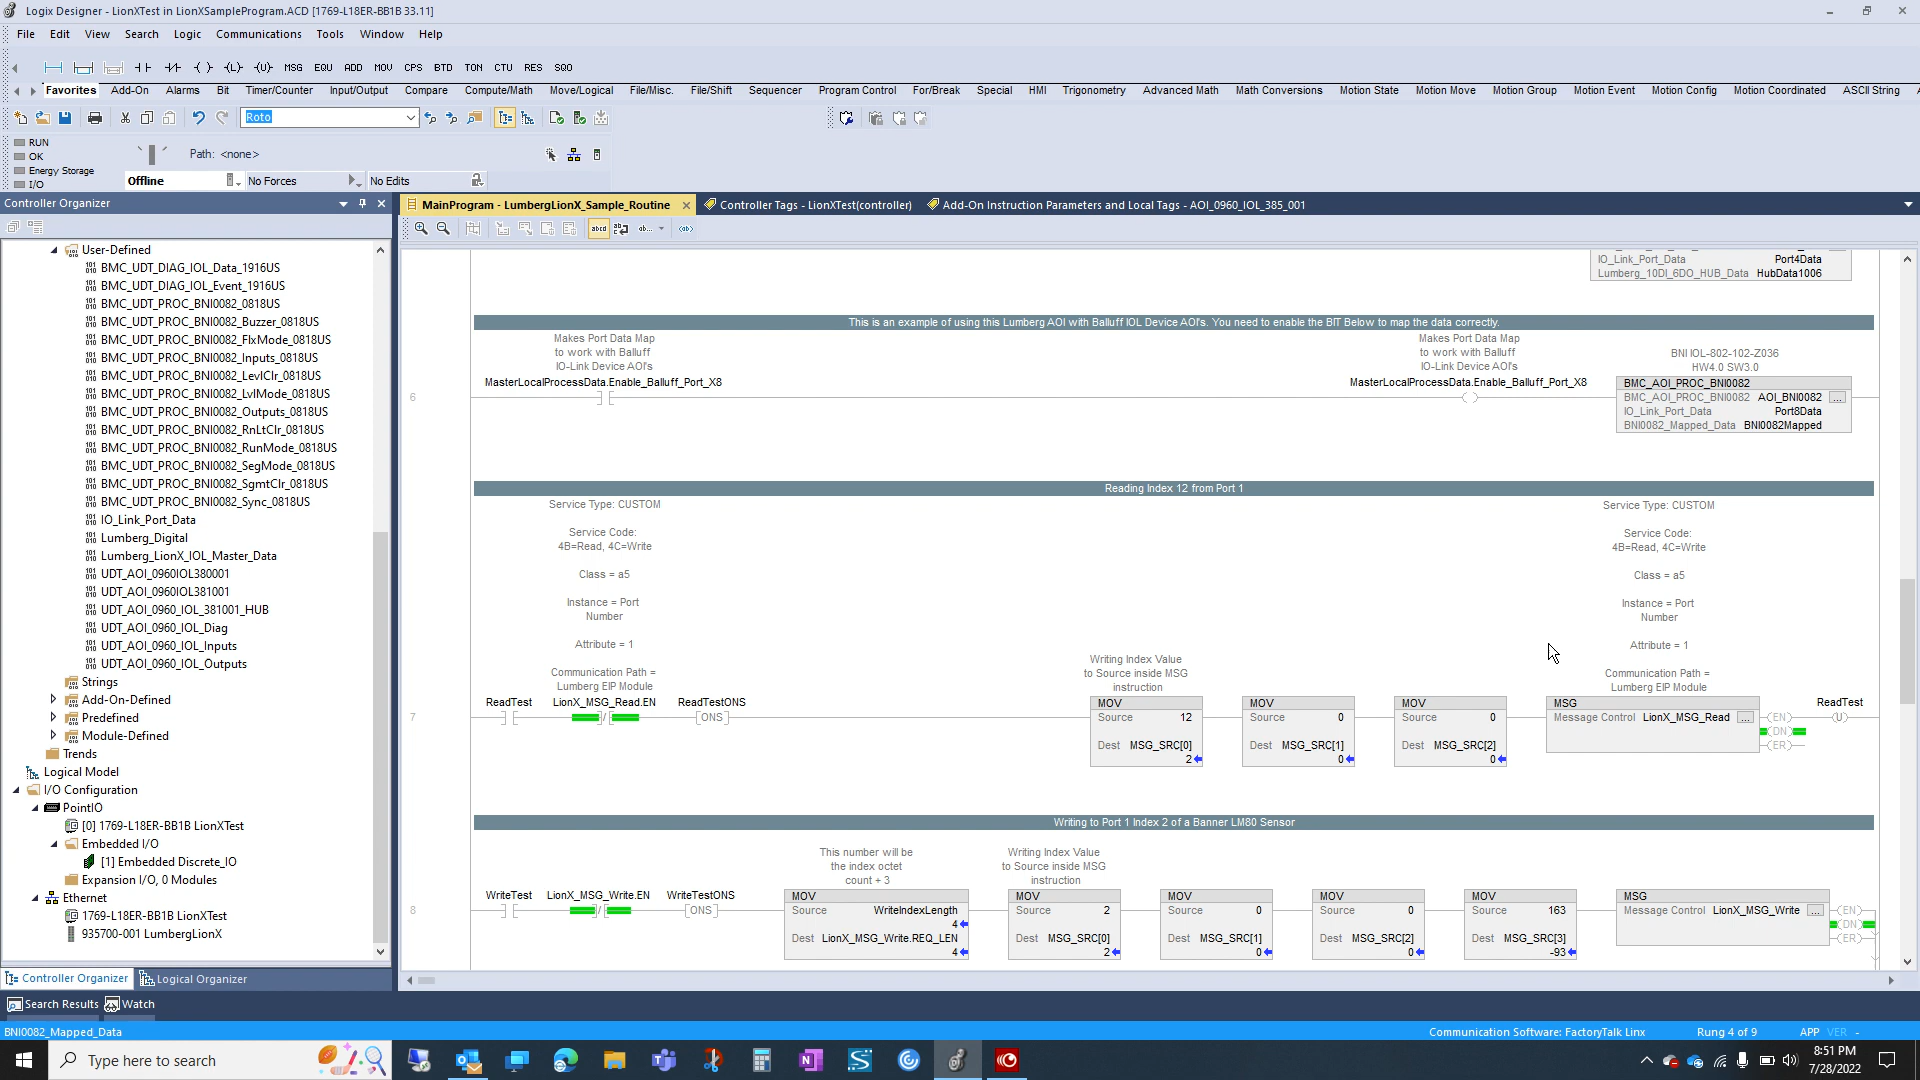 Logix Designer - LionXTest in LionXSampleProgram.ACD [1769-L18ER-BB1B 33.11]
File Edit View Search Logic Communications Tools Window Help
MSG EQU ADD MOV CPS BTD TON CTU RES SQO
Favorites Add-On Alarms Bit Timer/Counter Input/Output Compare Compute/Math Move/Logical File/Misc. File/Shift Sequencer Program Control For/Break Special HMI Trigonometry Advanced Math Math Conversions Motion State Motion Move Motion Group Motion Event Motion Config Motion Coordinated ASCII String
Roto
RUN
OK
Energy Storage
I/O
Path: <none>
Offline No Forces No Edits
Controller Organizer
MainProgram - LumbergLionX_Sample_Routine Controller Tags - LionXTest(controller) Add-On Instruction Parameters and Local Tags - AOI_0960_IOL_385_001
User-Defined
BMC_UDT_DIAG_IOL_Data_1916US
BMC_UDT_DIAG_IOL_Event_1916US
BMC_UDT_PROC_BNI0082_0818US
BMC_UDT_PROC_BNI0082_Buzzer_0818US
BMC_UDT_PROC_BNI0082_FlxMode_0818US
BMC_UDT_PROC_BNI0082_Inputs_0818US
BMC_UDT_PROC_BNI0082_LevlClr_0818US
BMC_UDT_PROC_BNI0082_LvlMode_0818US
BMC_UDT_PROC_BNI0082_Outputs_0818US
BMC_UDT_PROC_BNI0082_RnLtClr_0818US
BMC_UDT_PROC_BNI0082_RunMode_0818US
BMC_UDT_PROC_BNI0082_SegMode_0818US
BMC_UDT_PROC_BNI0082_SgmtClr_0818US
BMC_UDT_PROC_BNI0082_Sync_0818US
IO_Link_Port_Data
Lumberg_Digital
Lumberg_LionX_IOL_Master_Data
UDT_AOI_0960IOL380001
UDT_AOI_0960IOL381001
UDT_AOI_0960_IOL_381001_HUB
UDT_AOI_0960_IOL_Diag
UDT_AOI_0960_IOL_Inputs
UDT_AOI_0960_IOL_Outputs
Strings
Add-On-Defined
Predefined
Module-Defined
Trends
Logical Model
I/O Configuration
PointIO
[0] 1769-L18ER-BB1B LionXTest
Embedded I/O
[1] Embedded Discrete_IO
Expansion I/O, 0 Modules
Ethernet
1769-L18ER-BB1B LionXTest
935700-001 LumbergLionX
Controller Organizer Logical Organizer
IO_Link_Port_Data Port4Data
Lumberg_10DI_6DO_HUB_Data HubData1006
This is an example of using this Lumberg AOI with Balluff IOL Device AOI's. You need to enable the BIT Below to map the data correctly.
Makes Port Data Map
to work with Balluff
IO-Link Device AOI's
MasterLocalProcessData.Enable_Balluff_Port_X8
6
Makes Port Data Map
to work with Balluff
IO-Link Device AOI's
MasterLocalProcessData.Enable_Balluff_Port_X8
BNI IOL-802-102-Z036
HW4.0 SW3.0
BMC_AOI_PROC_BNI0082
BMC_AOI_PROC_BNI0082 AOI_BNI0082 ...
IO_Link_Port_Data Port8Data
BNI0082_Mapped_Data BNI0082Mapped
Reading Index 12 from Port 1
Service Type: CUSTOM
Service Code:
4B=Read, 4C=Write
Class = a5
Instance = Port
Number
Attribute = 1
Communication Path =
Lumberg EIP Module
ReadTest LionX_MSG_Read.EN ReadTestONS
7 ONS
Writing Index Value
to Source inside MSG
instruction
MOV
Source 12
Dest MSG_SRC[0]
2
MOV
Source 0
Dest MSG_SRC[1]
0
MOV
Source 0
Dest MSG_SRC[2]
0
Service Type: CUSTOM
Service Code:
4B=Read, 4C=Write
Class = a5
Instance = Port
Number
Attribute = 1
Communication Path =
Lumberg EIP Module
MSG
Message Control LionX_MSG_Read ...
EN
DN
ER
ReadTest
U
Writing to Port 1 Index 2 of a Banner LM80 Sensor
WriteTest LionX_MSG_Write.EN WriteTestONS
8 ONS
This number will be
the index octet
count + 3
MOV
Source WriteIndexLength
4
Dest LionX_MSG_Write.REQ_LEN
4
Writing Index Value
to Source inside MSG
instruction
MOV
Source 2
Dest MSG_SRC[0]
2
MOV
Source 0
Dest MSG_SRC[1]
0
MOV
Source 0
Dest MSG_SRC[2]
0
MOV
Source 163
Dest MSG_SRC[3]
-93
MSG
Message Control LionX_MSG_Write ...
EN
DN
ER
Search Results Watch
BNI0082_Mapped_Data Communication Software: FactoryTalk Linx Rung 4 of 9 APP VER -
Type here to search
8:51 PM
7/28/2022